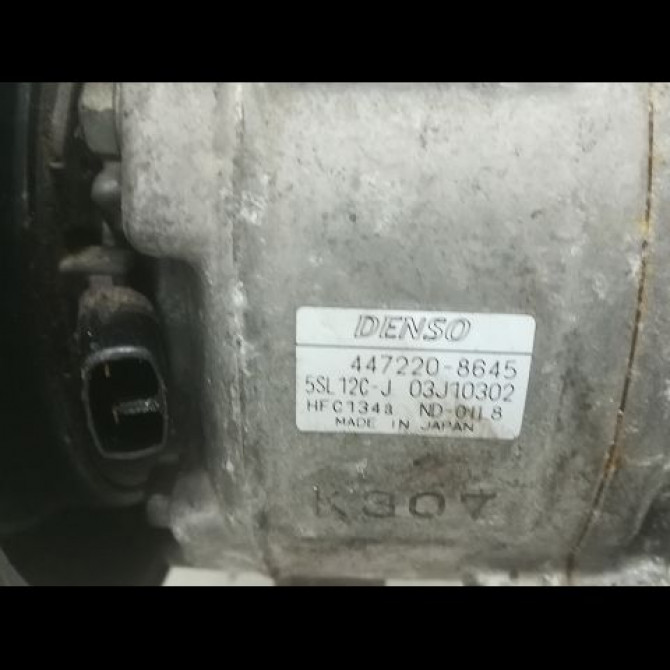 DENSO
447220-8645
5SL12C-J 03J10302
HFC134a ND-OIL8
MADE IN JAPAN
K307